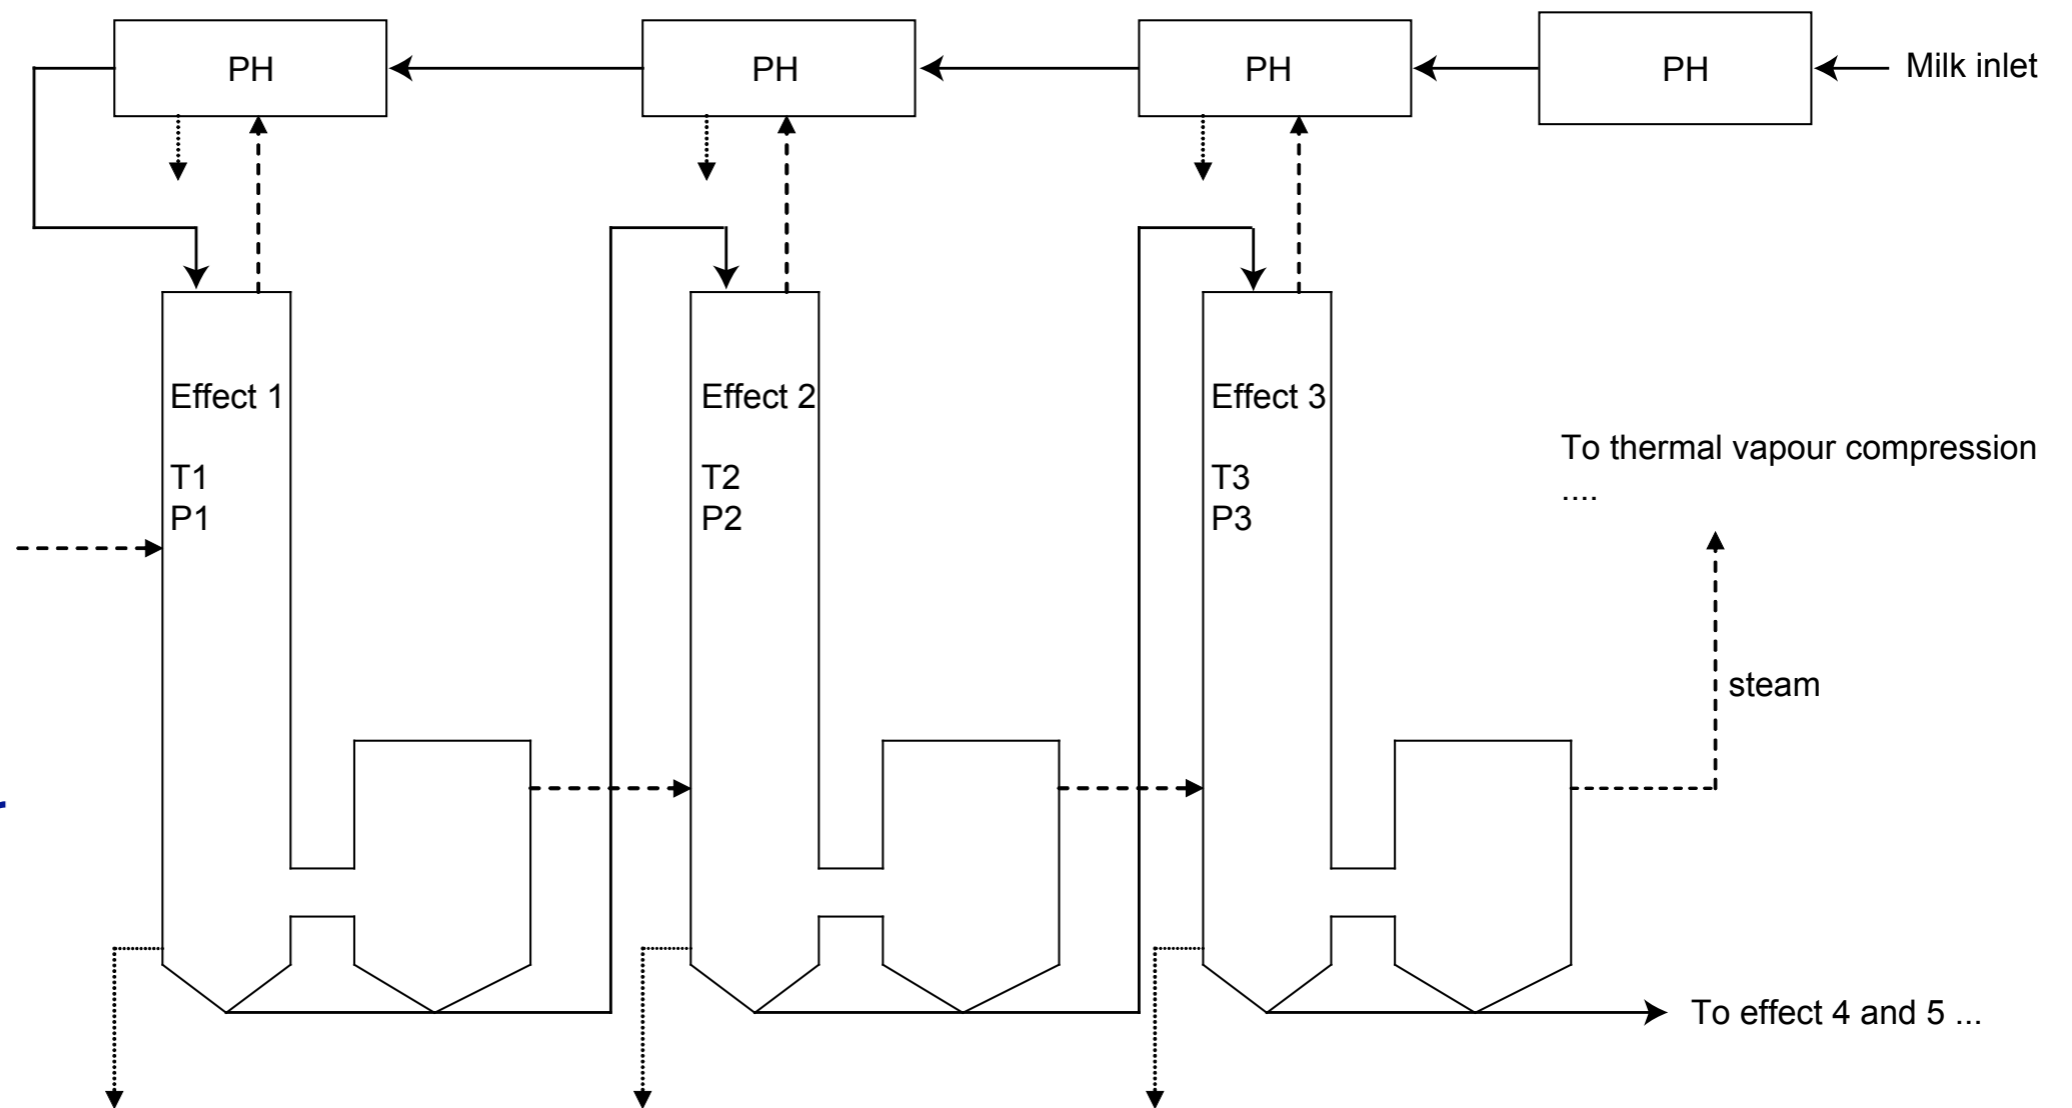 PH
PH
PH
PH
Milk inlet
Effect 1
T1
P1
Effect 2
T2
P2
Effect 3
T3
P3
To thermal vapour compression
....
steam
To effect 4 and 5 ...